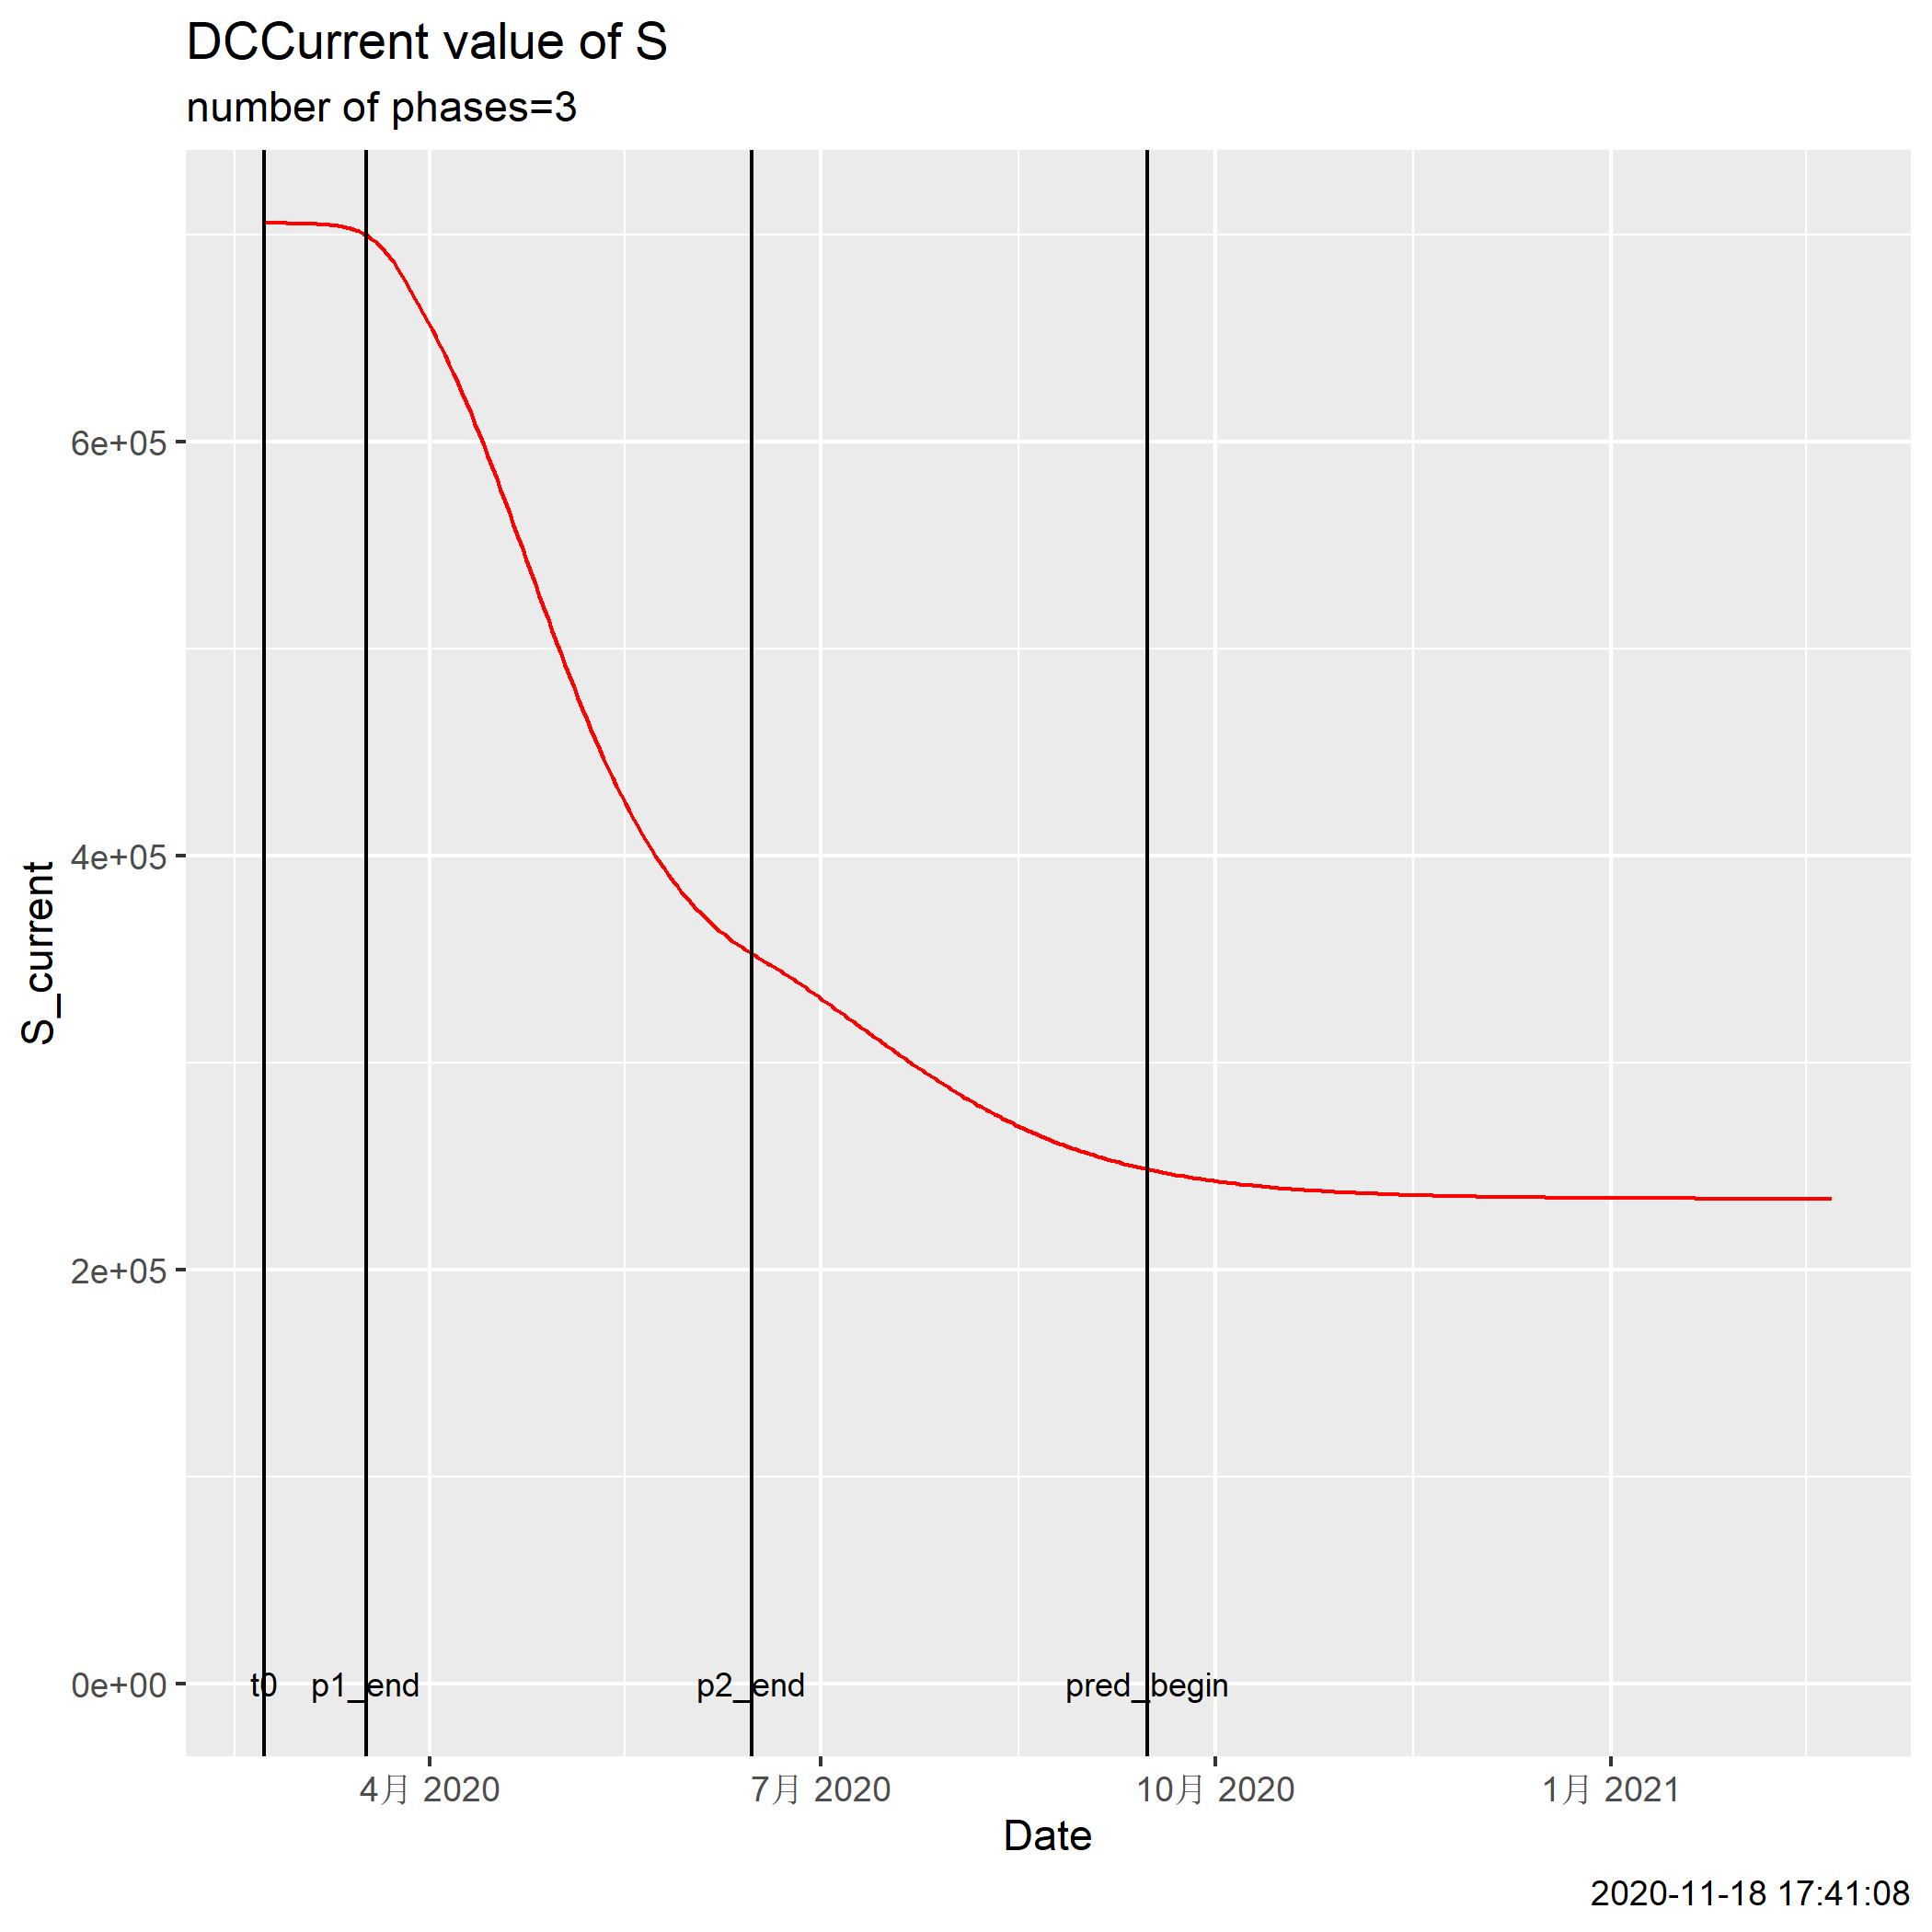 DCCurrent value of S
number of phases=3
S_current
6e+05
4e+05
2e+05
0e+00
t0 p1_end p2_end pred_begin
4月 2020 7月 2020 10月 2020 1月 2021
Date
2020-11-18 17:41:08